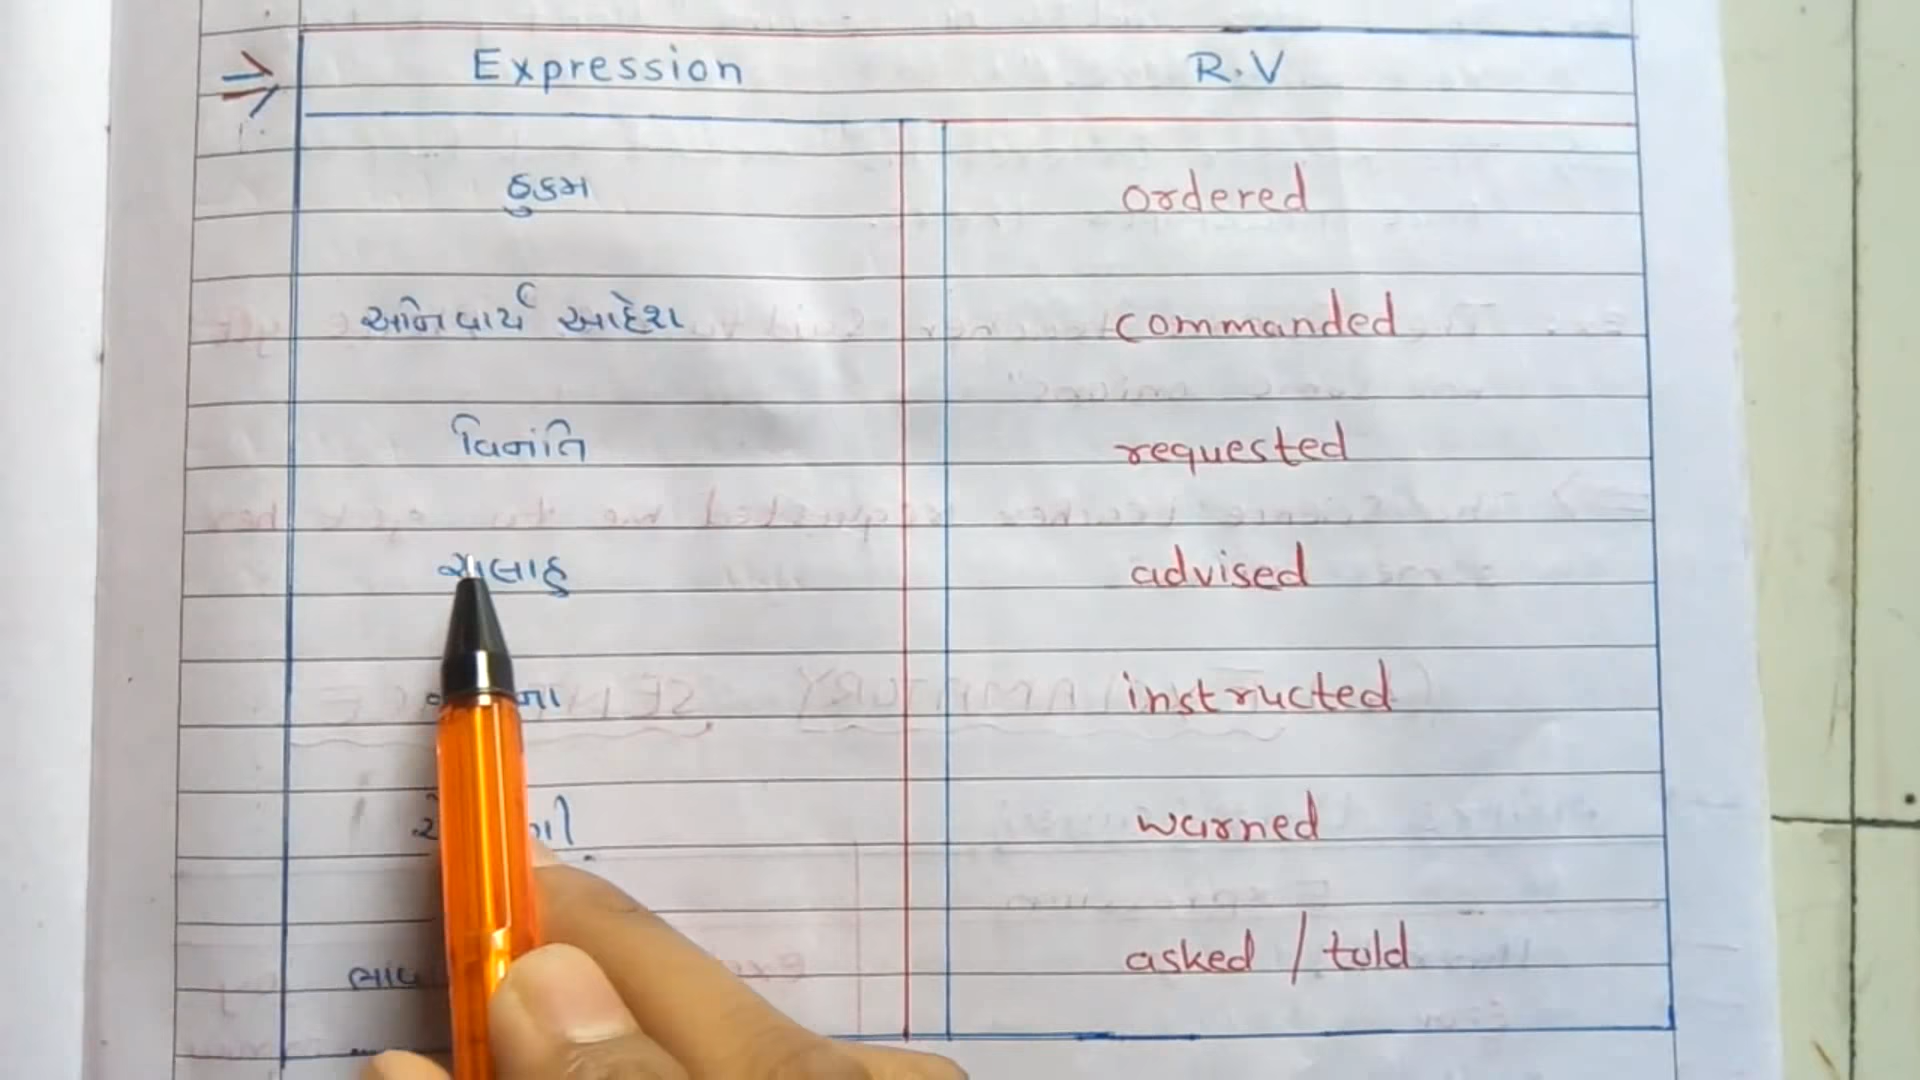 Expression R.V
હુકમ ordered
અનિવાર્ય આદેશ commanded
વિનંતિ requested
સલાહ advised
instructed
warned
asked / told